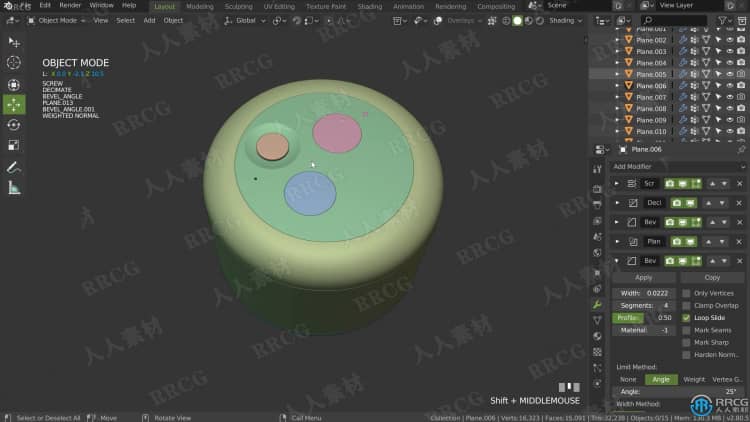 File Edit Render Window Help Layout Modeling Sculpting UV Editing Texture Paint Shading Animation Rendering Compositing Scene View Layer
Object Mode View Select Add Object Global Overlays Shading
OBJECT MODE
L: X 0.0 Y -2.1 Z 10.5
SCREW
DECIMATE
BEVEL_ANGLE
PLANE.013
BEVEL_ANGLE.001
WEIGHTED NORMAL
Plane.001
Plane.002
Plane.003
Plane.004
Plane.005
Plane.006
Plane.007
Plane.008
Plane.009
Plane.010
Plane.011
Plane.006
Add Modifier
Scr
Deci
Bev
Plan
Bev
Apply Copy
Width: 0.0222 Only Vertices
Segments: 4 Clamp Overlap
Profile: 0.50 Loop Slide
Material: -1 Mark Seams
Mark Sharp
Harden Norm..
Limit Method:
None Angle Weight Vertex G..
Angle: 25°
Width Method:
Shift + MIDDLEMOUSE
Select or Deselect All Move Rotate View Call Menu Collection | Plane.006 | Verts:16,323 | Faces:15,091 | Tris:32,238 | Objects:0/15 | Mem: 130.3 MB | v2.80.5
RRCG
人人素材